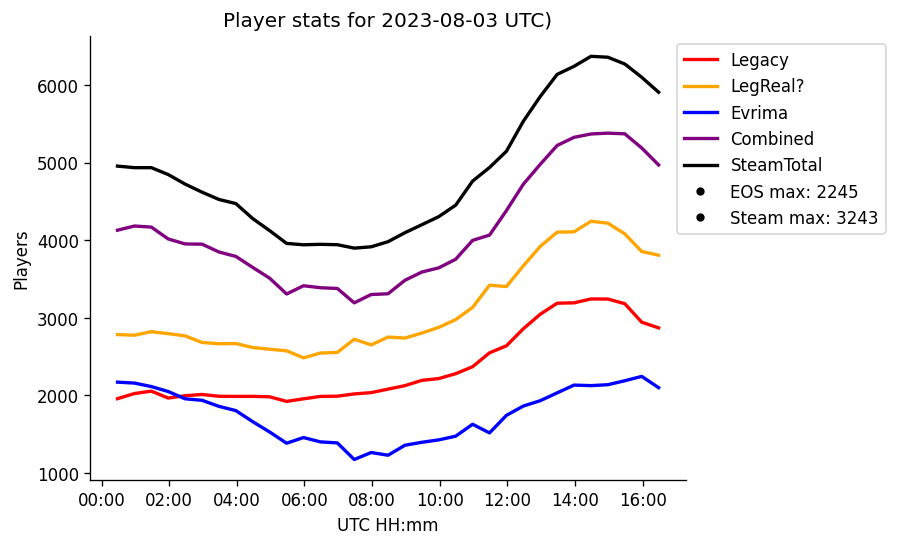 Player stats for 2023-08-03 UTC)
Players
6000
5000
4000
3000
2000
1000
00:00 02:00 04:00 06:00 08:00 10:00 12:00 14:00 16:00
UTC HH:mm
Legacy
LegReal?
Evrima
Combined
SteamTotal
EOS max: 2245
Steam max: 3243